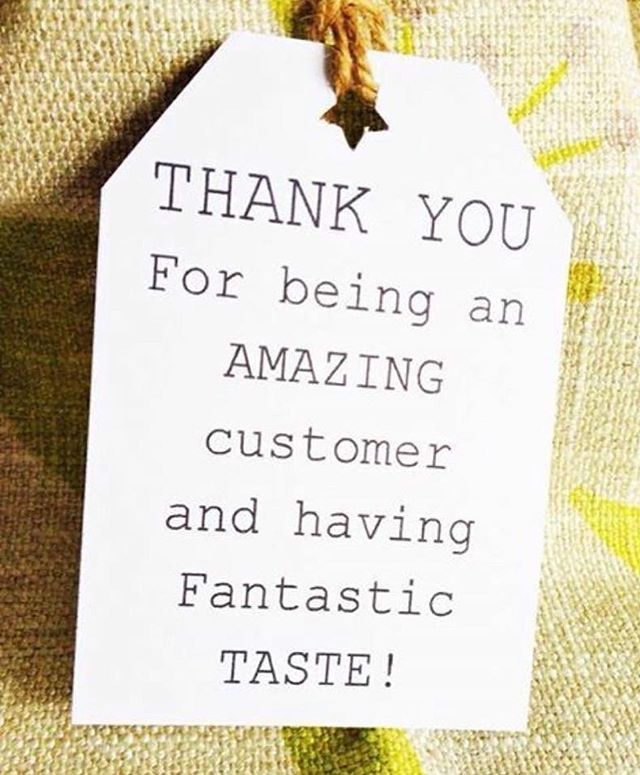 THANK YOU
For being an
AMAZING
customer
and having
Fantastic
TASTE!